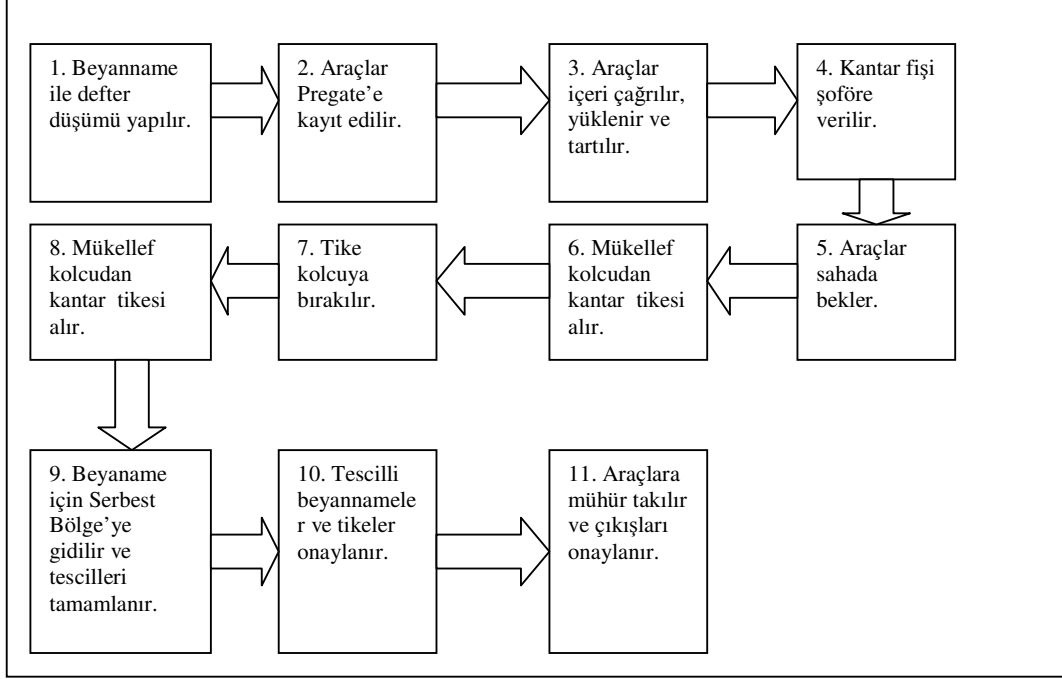 1. Beyanname
ile defter
düşümü yapılır.
2. Araçlar
Pregate’e
kayıt edilir.
3. Araçlar
içeri çağrılır,
yüklenir ve
tartılır.
4. Kantar fişi
şoföre
verilir.
5. Araçlar
sahada
bekler.
6. Mükellef
kolcudan
kantar tikesi
alır.
7. Tike
kolcuya
bırakılır.
8. Mükellef
kolcudan
kantar tikesi
alır.
9. Beyaname
için Serbest
Bölge’ye
gidilir ve
tescilleri
tamamlanır.
10. Tescilli
beyannamele
r ve tikeler
onaylanır.
11. Araçlara
mühür takılır
ve çıkışları
onaylanır.